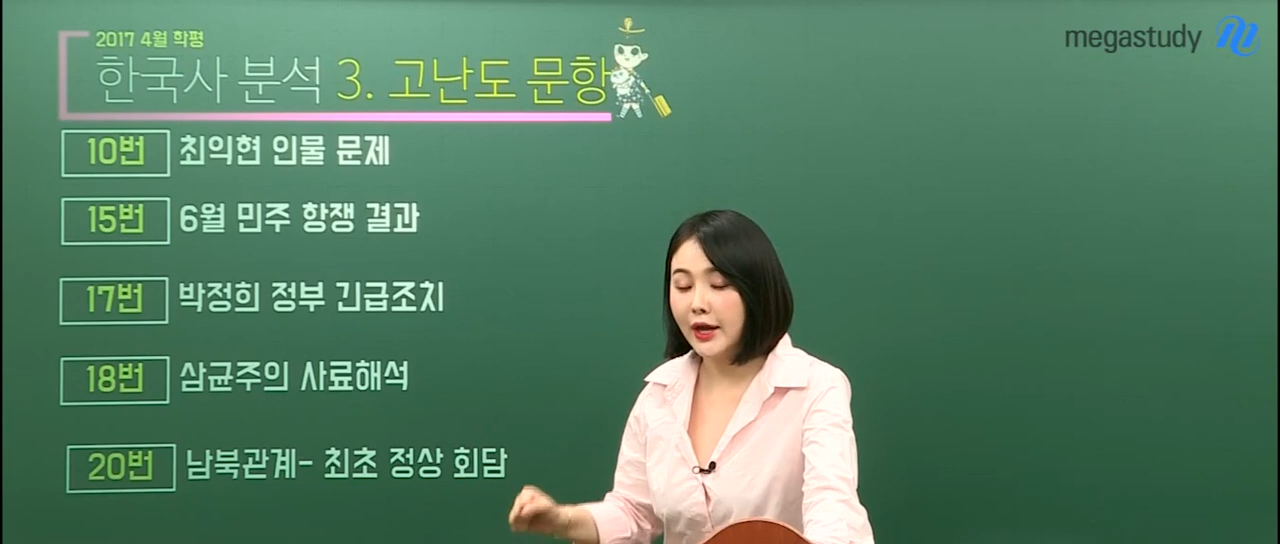 2017 4월 학평
megastudy
한국사 분석 3. 고난도 문항
10번 최익현 인물 문제
15번 6월 민주 항쟁 결과
17번 박정희 정부 긴급조치
18번 삼균주의 사료해석
20번 남북관계- 최초 정상 회담